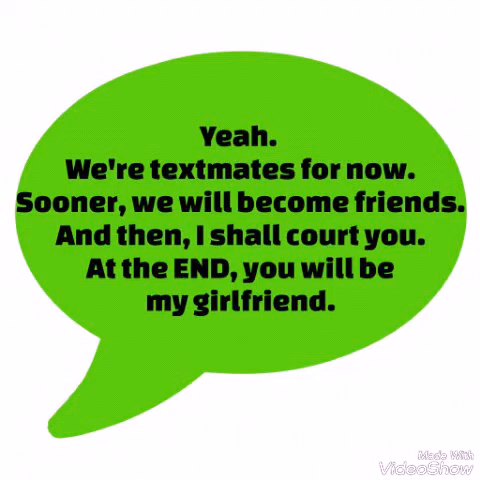 Yeah.
We're textmates for now.
Sooner, we will become friends.
And then, I shall court you.
At the END, you will be
my girlfriend.
Made With
VideoShow